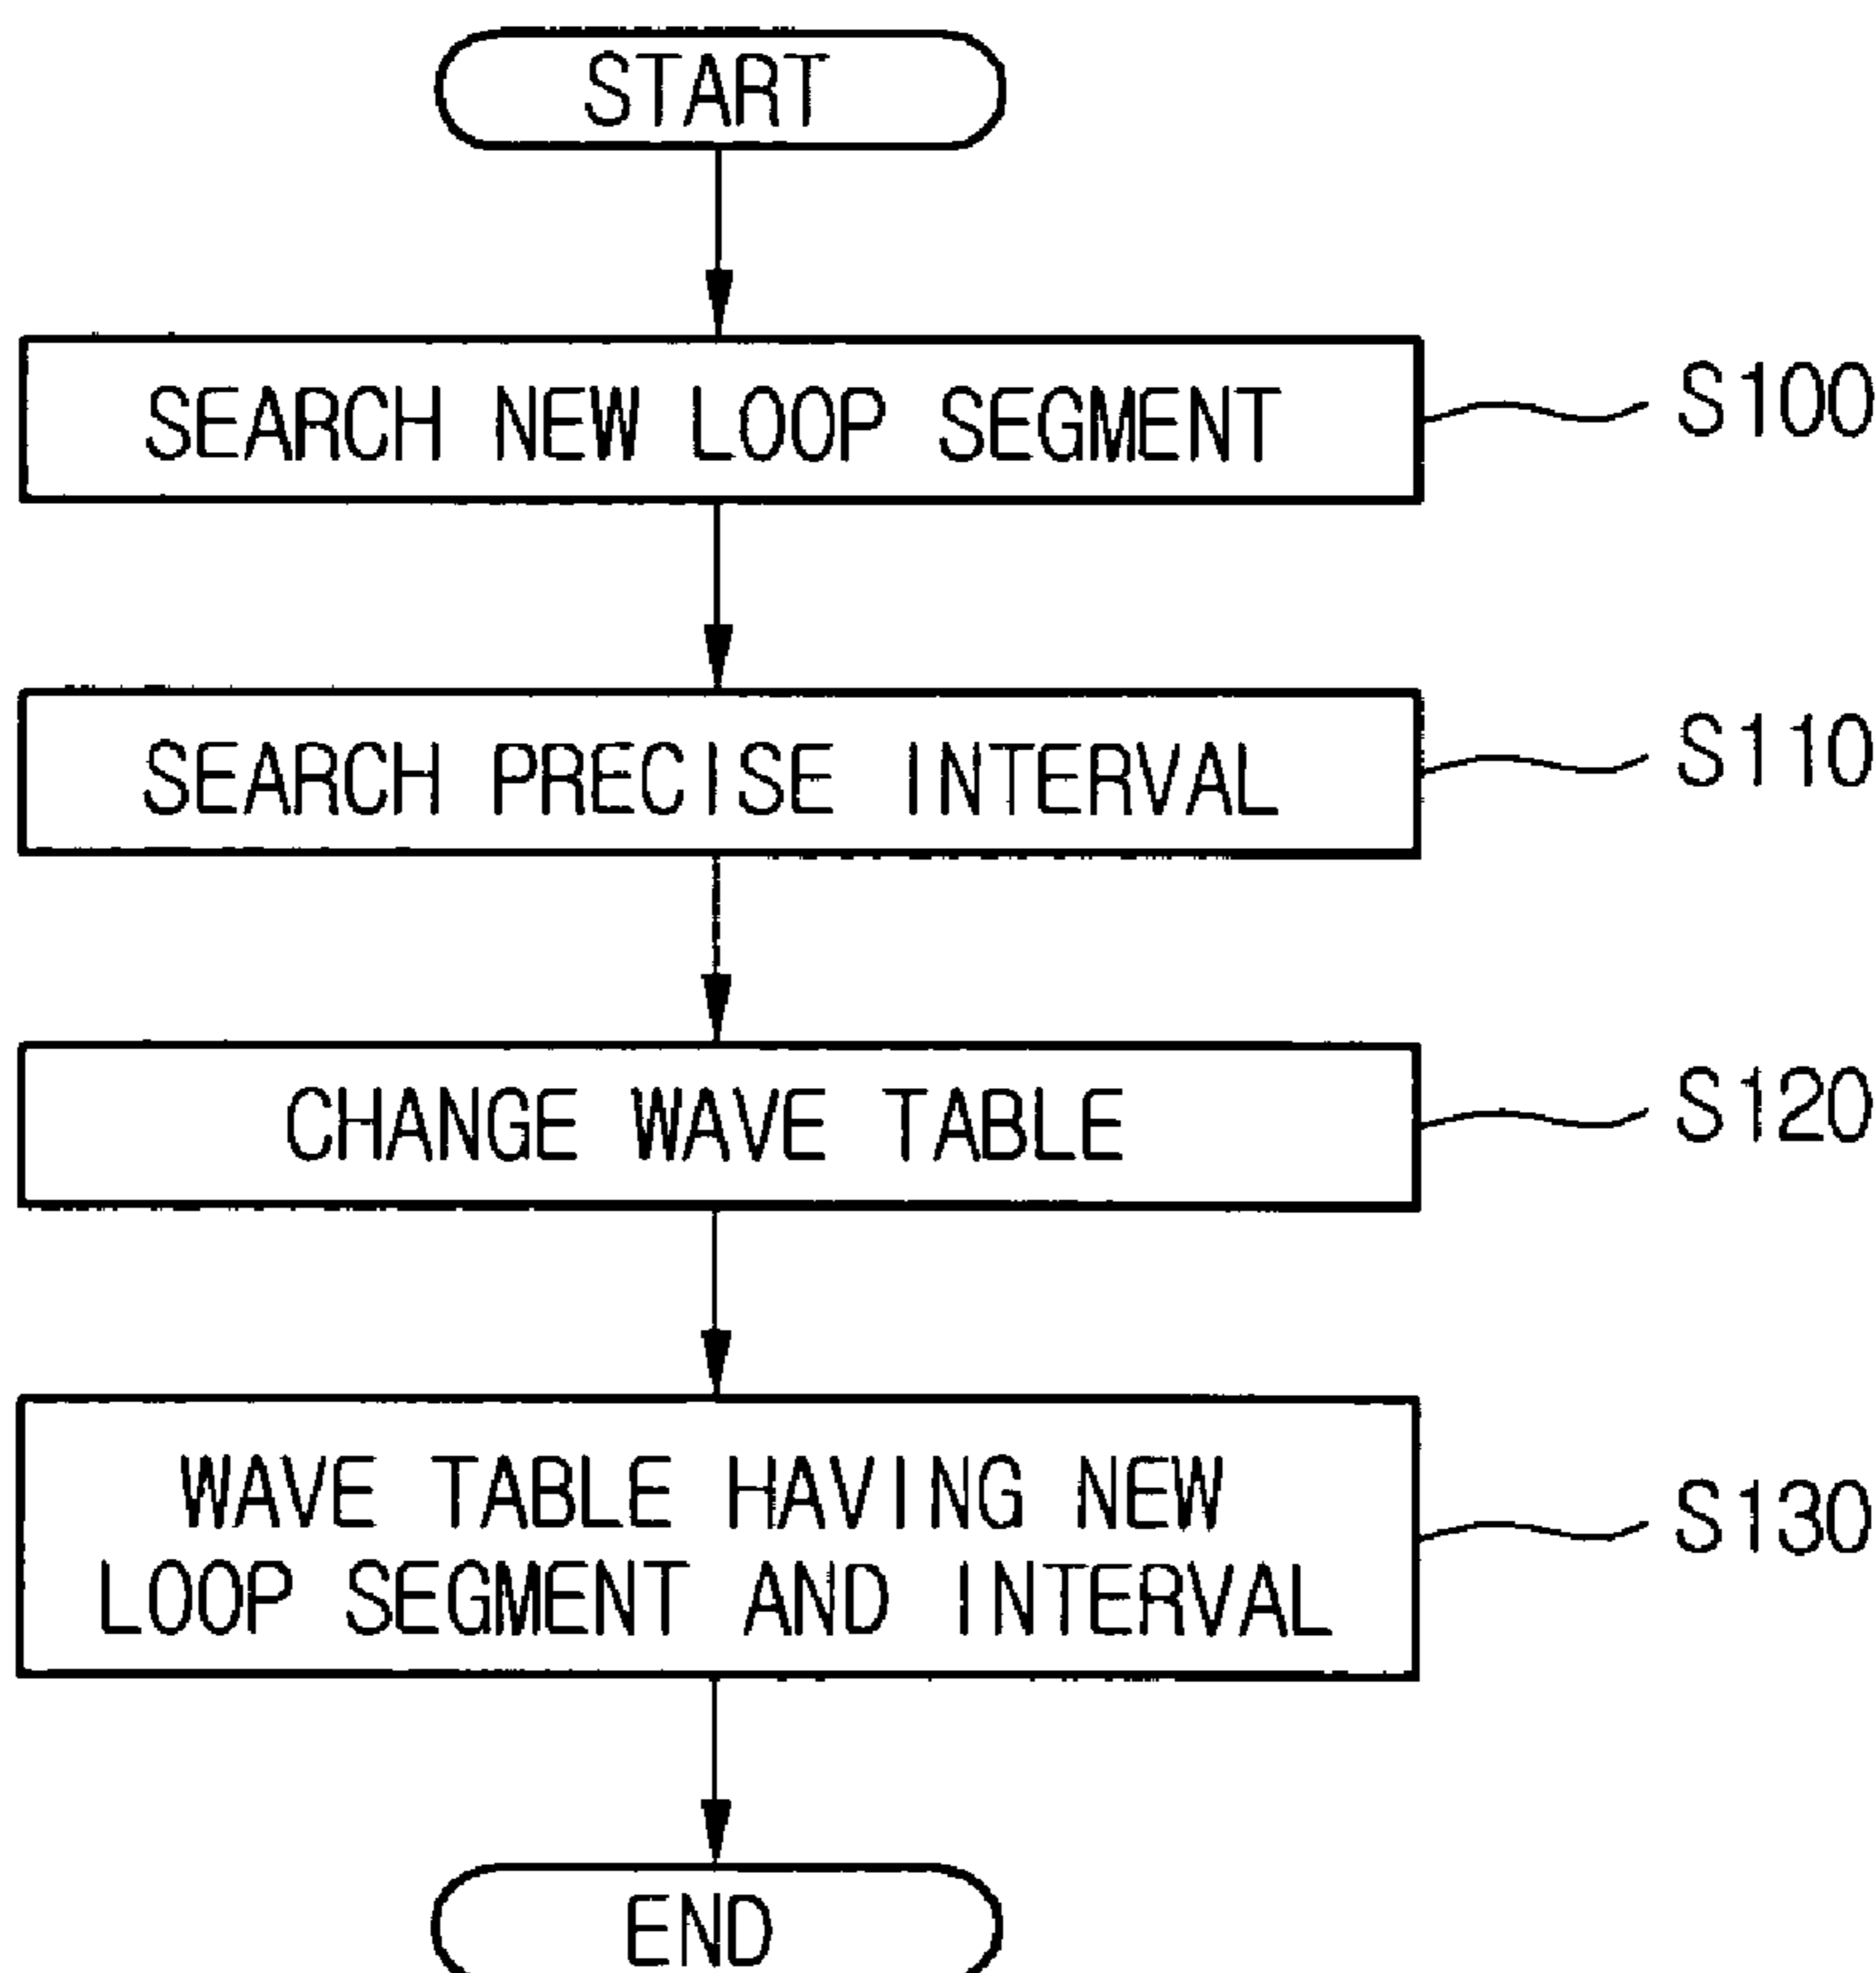 START
SEARCH NEW LOOP SEGMENT
S100
SEARCH PRECISE INTERVAL
S110
CHANGE WAVE TABLE
S120
WAVE TABLE HAVING NEW
LOOP SEGMENT AND INTERVAL
S130
END